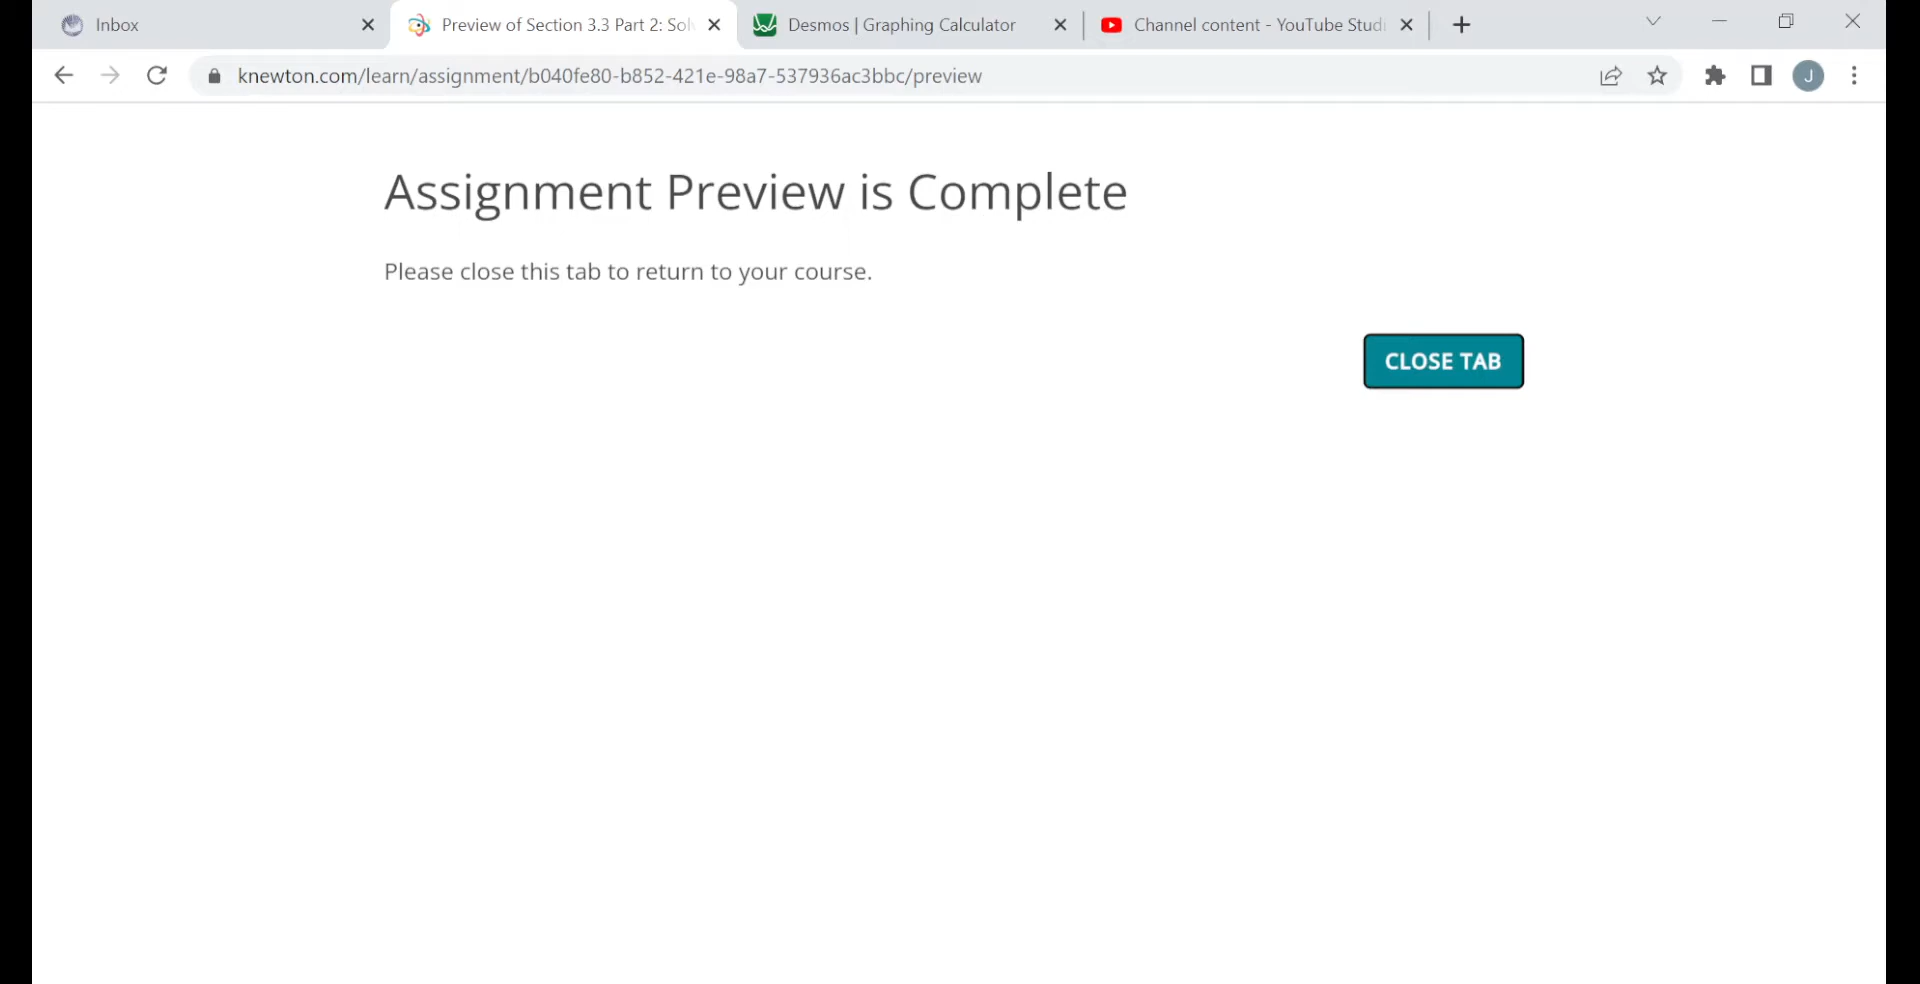 Inbox
Preview of Section 3.3 Part 2: Sol
Desmos | Graphing Calculator
Channel content - YouTube Studi
knewton.com/learn/assignment/b040fe80-b852-421e-98a7-537936ac3bbc/preview
J
Assignment Preview is Complete
Please close this tab to return to your course.
CLOSE TAB